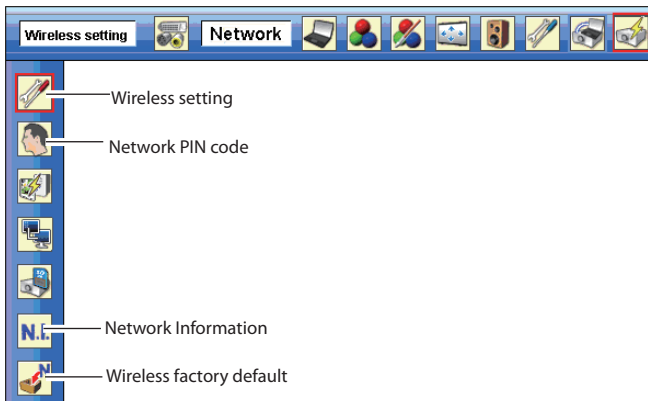 Wireless setting
Network
Wireless setting
Network PIN code
N.I.
Network Information
N
Wireless factory default